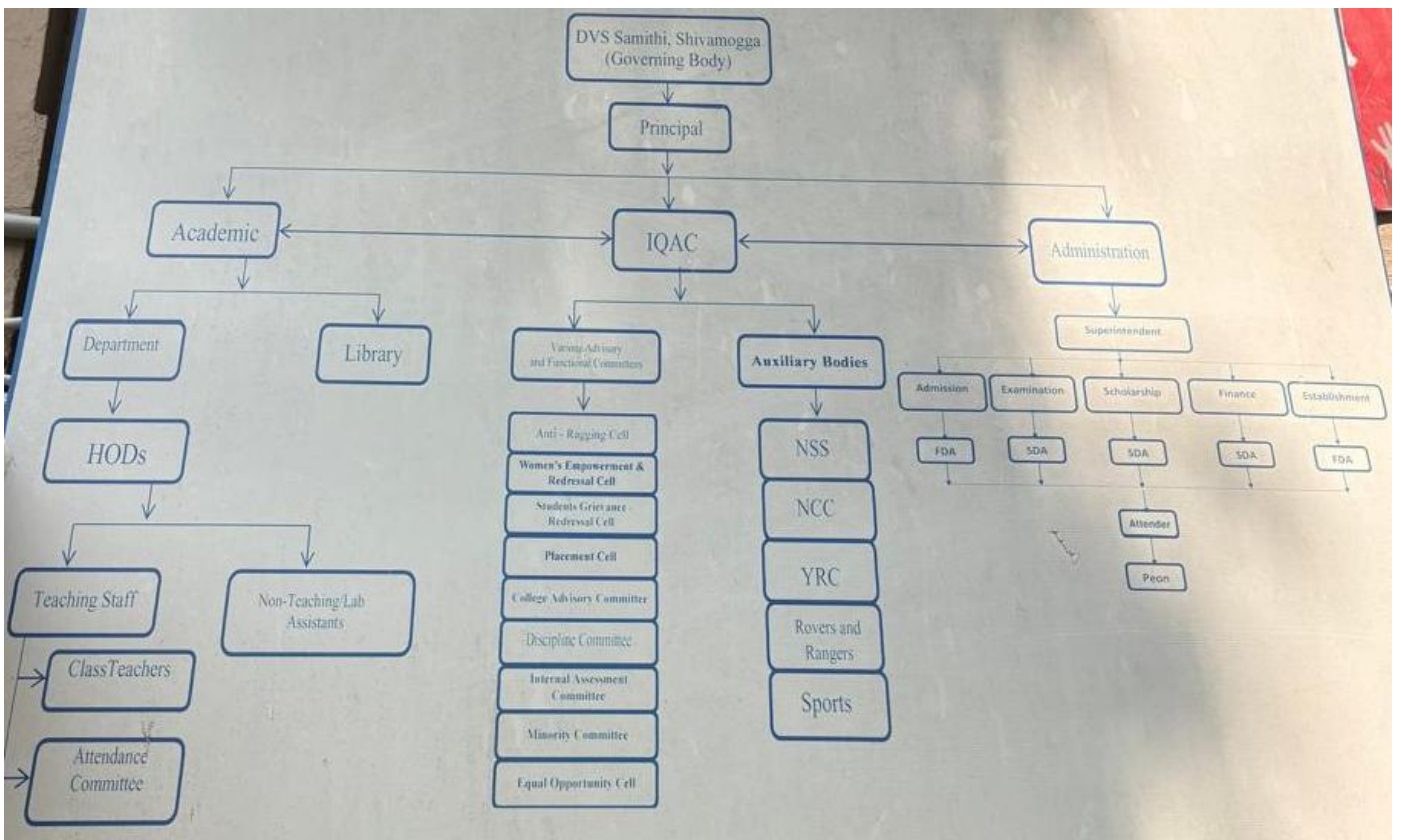 DVS Samithi, Shivamogga
(Governing Body)
Principal
Academic
IQAC
Administration
Department
Library
Various Advisory
and Functional Committees
Auxiliary Bodies
Superintendent
Admission
Examination
Scholarship
Finance
Establishment
FDA
SDA
SDA
SDA
FDA
Attender
Peon
HODs
Teaching Staff
Non-Teaching/Lab
Assistants
ClassTeachers
Attendance
Committee
Anti - Ragging Cell
Women's Empowerment &
Redressal Cell
Students Grievance
Redressal Cell
Placement Cell
College Advisory Committee
Discipline Committee
Internal Assessment
Committee
Minority Committee
Equal Opportunity Cell
NSS
NCC
YRC
Rovers and
Rangers
Sports